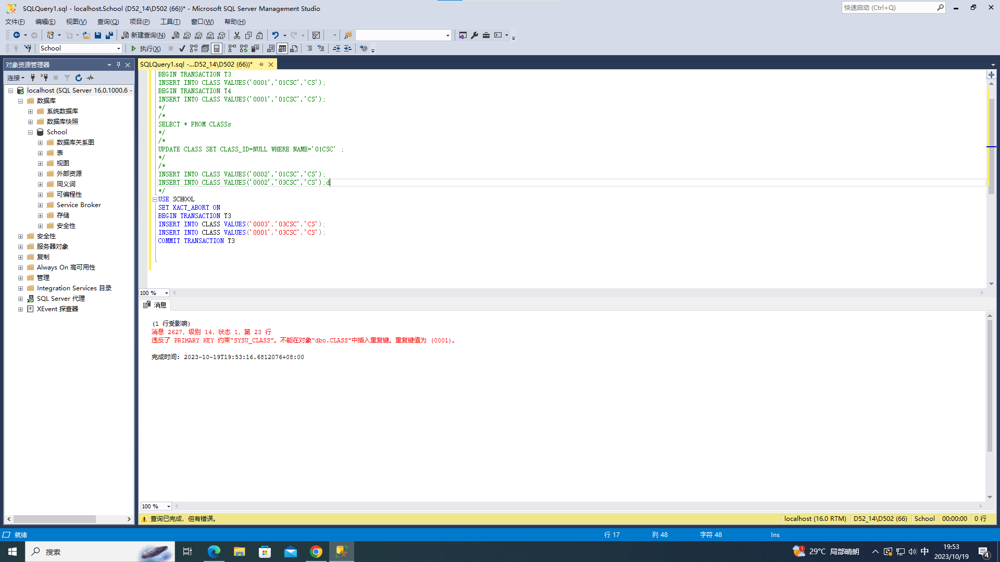 SQLQuery1.sql - localhost.School (D52_14\D502 (66))* - Microsoft SQL Server Management Studio
快速启动 (Ctrl+Q)
文件(F) 编辑(E) 视图(V) 查询(Q) 项目(P) 工具(T) 窗口(W) 帮助(H)
新建查询(N)
School 执行(X)
对象资源管理器
连接
localhost (SQL Server 16.0.1000.6 -
数据库
系统数据库
数据库快照
School
数据库关系图
表
视图
外部资源
同义词
可编程性
Service Broker
存储
安全性
安全性
服务器对象
复制
Always On 高可用性
管理
Integration Services 目录
SQL Server 代理
XEvent 探查器
SQLQuery1.sql -...D52_14\D502 (66))*
BEGIN TRANSACTION T3
INSERT INTO CLASS VALUES('0001','01CSC','CS');
BEGIN TRANSACTION T4
INSERT INTO CLASS VALUES('0001','01CSC','CS');
*/
/*
SELECT * FROM CLASSs
*/
/*
UPDATE CLASS SET CLASS_ID=NULL WHERE NAME='01CSC' ;
*/
/*
INSERT INTO CLASS VALUES('0002','01CSC','CS');
INSERT INTO CLASS VALUES('0002','03CSC','CS');d
*/
USE SCHOOL
SET XACT_ABORT ON
BEGIN TRANSACTION T3
INSERT INTO CLASS VALUES('0003','03CSC','CS');
INSERT INTO CLASS VALUES('0001','03CSC','CS');
COMMIT TRANSACTION T3
100 %
消息
(1 行受影响)
消息 2627，级别 14，状态 1，第 23 行
违反了 PRIMARY KEY 约束“SYSU_CLASS”。不能在对象“dbo.CLASS”中插入重复键。重复键值为 (0001)。
完成时间: 2023-10-19T19:53:16.6812076+08:00
100 %
查询已完成，但有错误。 localhost (16.0 RTM) D52_14\D502 (66) School 00:00:00 0 行
就绪 行 17 列 48 字符 48 Ins
搜索
1
29°C 局部晴朗
中
19:53
2023/10/19
4